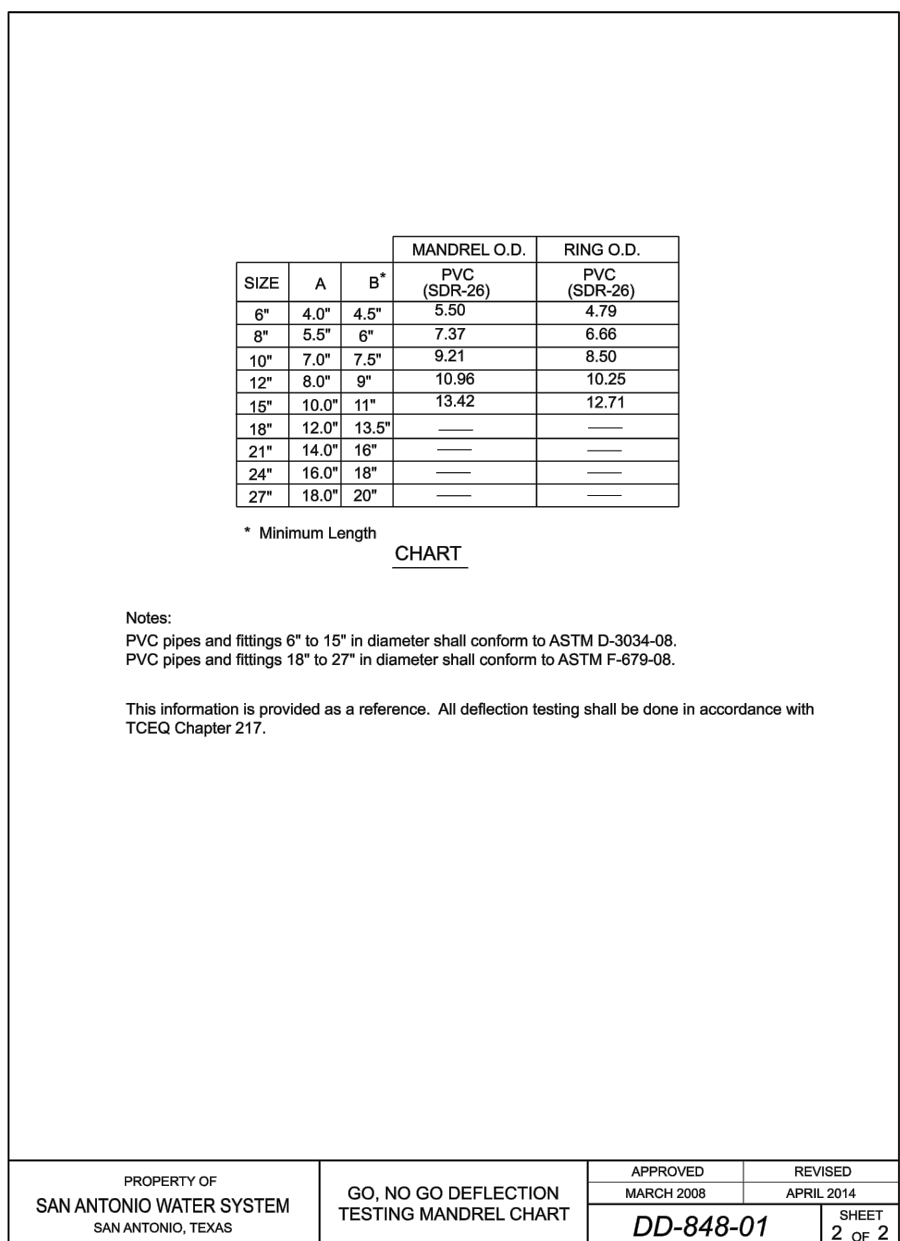 MANDREL O.D. RING O.D.
SIZE A B* PVC (SDR-26) PVC (SDR-26)
6" 4.0" 4.5" 5.50 4.79
8" 5.5" 6" 7.37 6.66
10" 7.0" 7.5" 9.21 8.50
12" 8.0" 9" 10.96 10.25
15" 10.0" 11" 13.42 12.71
18" 12.0" 13.5" —— ——
21" 14.0" 16" —— ——
24" 16.0" 18" —— ——
27" 18.0" 20" —— ——
* Minimum Length
CHART
Notes:
PVC pipes and fittings 6" to 15" in diameter shall conform to ASTM D-3034-08.
PVC pipes and fittings 18" to 27" in diameter shall conform to ASTM F-679-08.
This information is provided as a reference. All deflection testing shall be done in accordance with
TCEQ Chapter 217.
PROPERTY OF
SAN ANTONIO WATER SYSTEM
SAN ANTONIO, TEXAS
GO, NO GO DEFLECTION
TESTING MANDREL CHART
APPROVED REVISED
MARCH 2008 APRIL 2014
DD-848-01
SHEET
2 OF 2